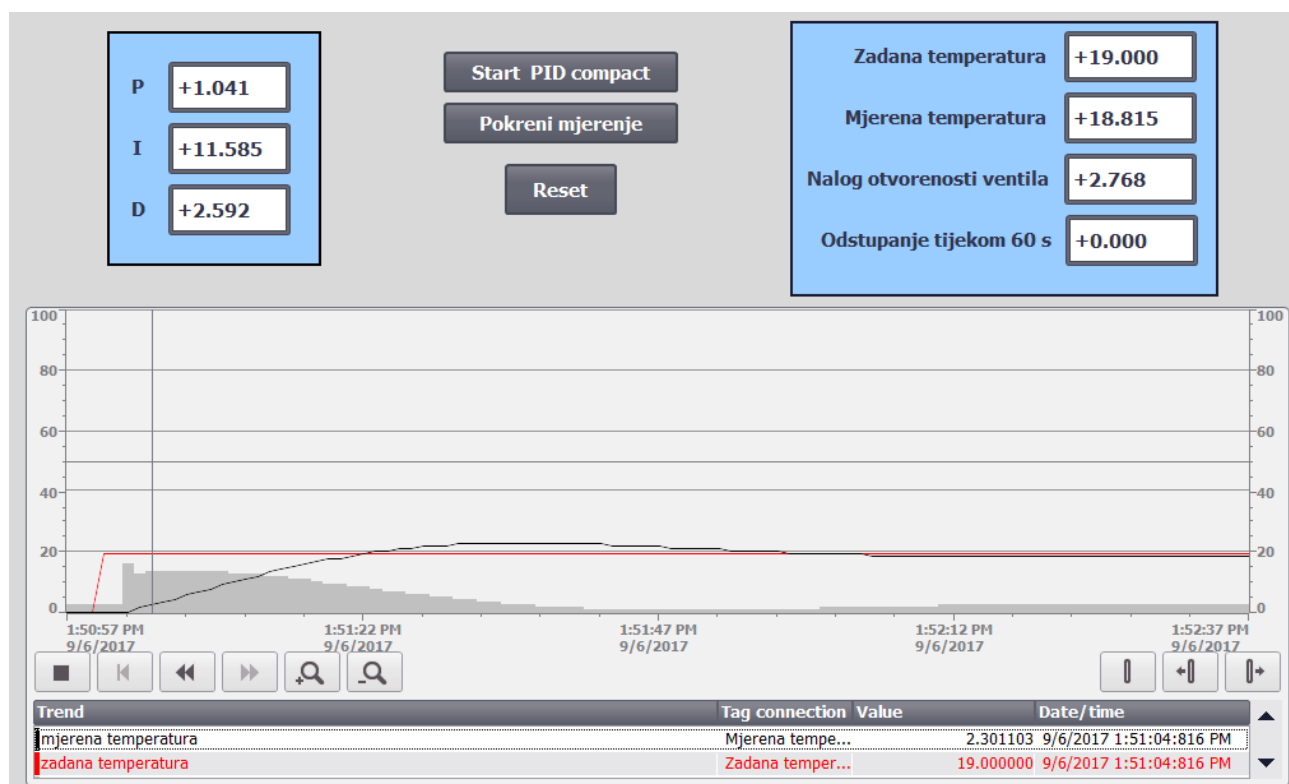 P +1.041
I +11.585
D +2.592
Start PID compact
Pokreni mjerenje
Reset
Zadana temperatura +19.000
Mjerena temperatura +18.815
Nalog otvorenosti ventila +2.768
Odstupanje tijekom 60 s +0.000
100 100
80 80
60 60
40 40
20 20
0 0
1:50:57 PM 1:51:22 PM 1:51:47 PM 1:52:12 PM 1:52:37 PM
9/6/2017 9/6/2017 9/6/2017 9/6/2017 9/6/2017
Trend Tag connection Value Date/time
mjerena temperatura Mjerena tempe... 2.301103 9/6/2017 1:51:04:816 PM
zadana temperatura Zadana temper... 19.000000 9/6/2017 1:51:04:816 PM